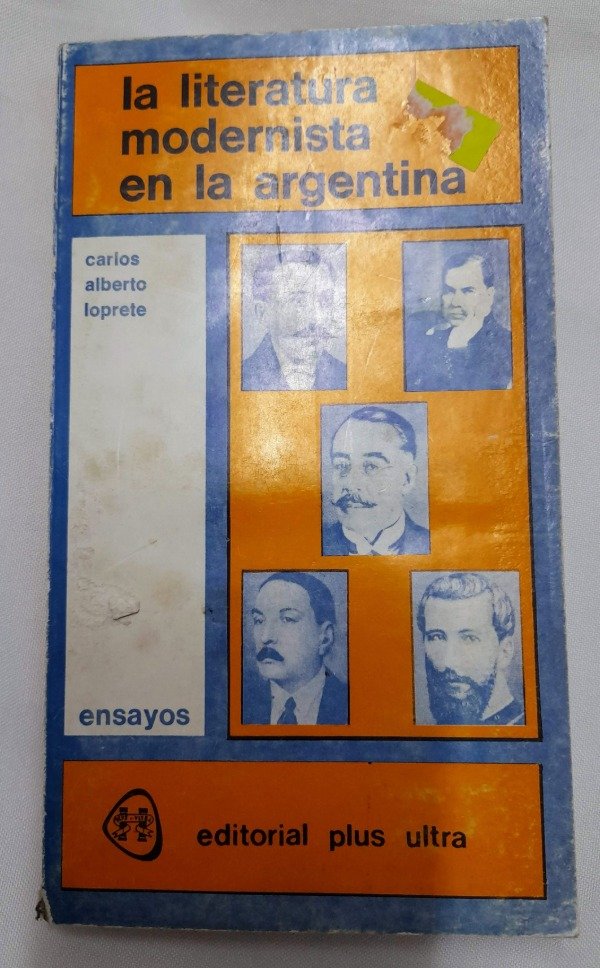 la literatura
modernista
en la argentina
carlos
alberto
loprete
ensayos
editorial plus ultra